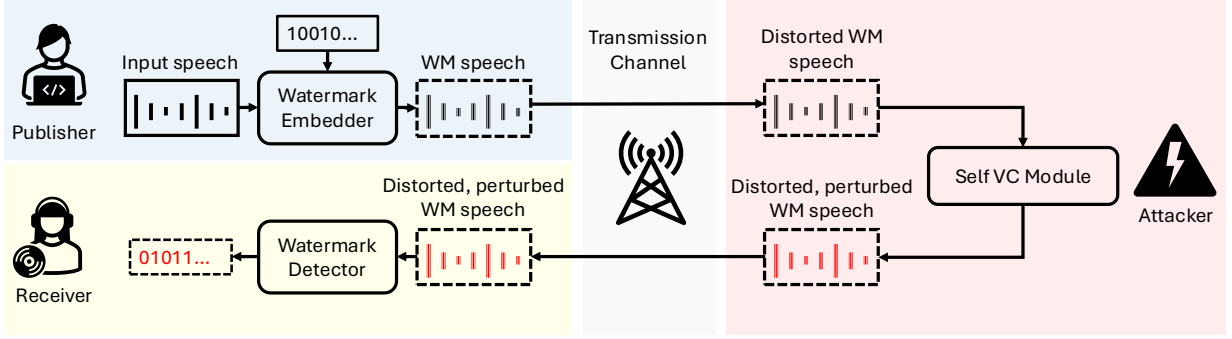 10010...
Input speech
WM speech
</>
Watermark
Embedder
Publisher
Transmission
Channel
Distorted WM
speech
Self VC Module
Attacker
Distorted, perturbed
WM speech
Distorted, perturbed
WM speech
Watermark
Detector
01011...
Receiver